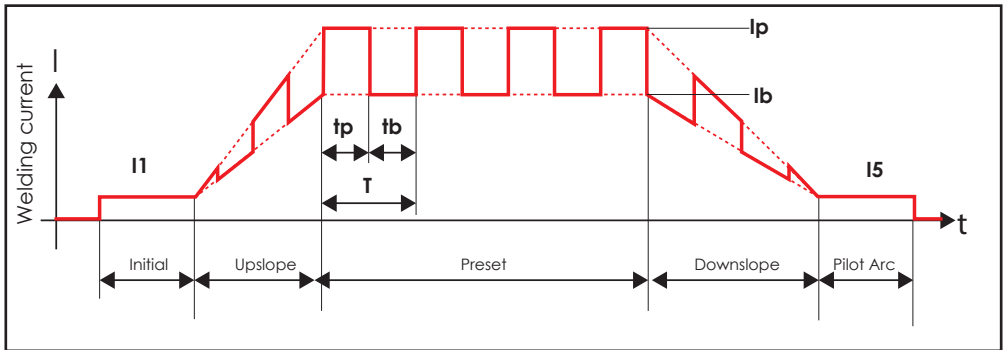 Ip
I
Welding current
Ib
tp
tb
I1
I5
T
t
Initial
Upslope
Preset
Downslope
Pilot Arc